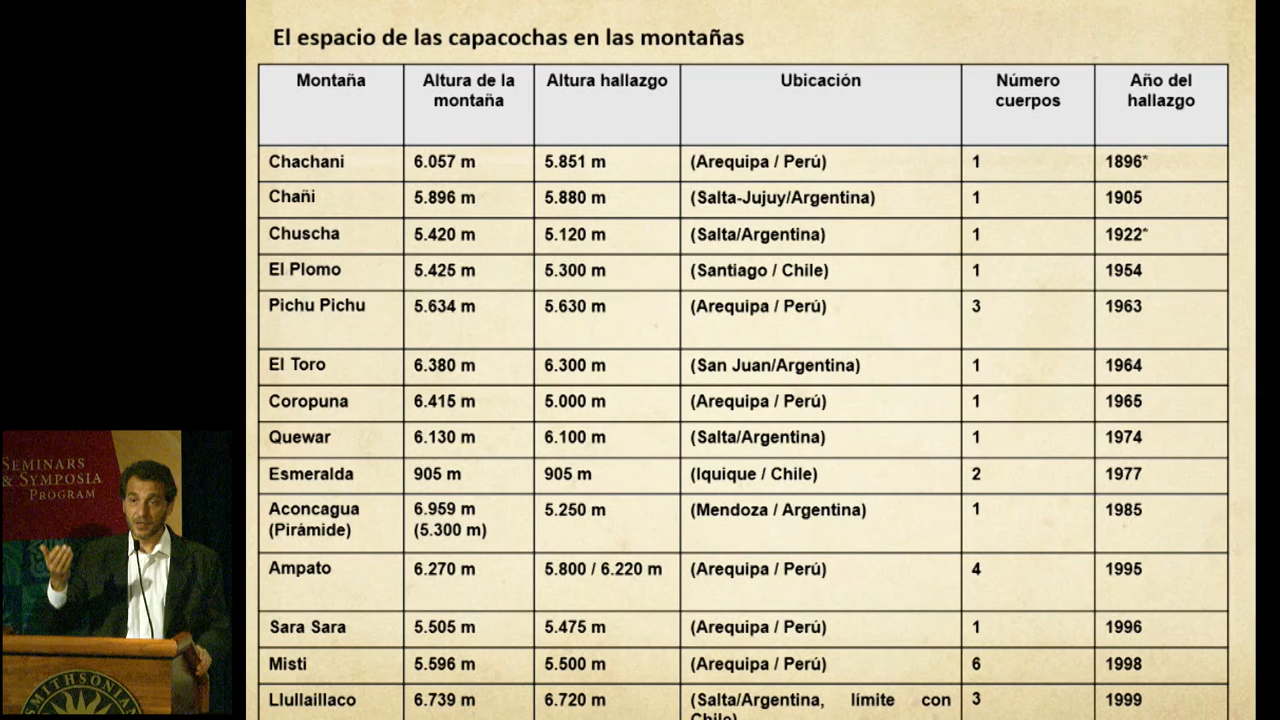 El espacio de las capacochas en las montañas
Montaña Altura de la montaña Altura hallazgo Ubicación Número cuerpos Año del hallazgo
Chachani 6.057 m 5.851 m (Arequipa / Perú) 1 1896*
Chañi 5.896 m 5.880 m (Salta-Jujuy/Argentina) 1 1905
Chuscha 5.420 m 5.120 m (Salta/Argentina) 1 1922*
El Plomo 5.425 m 5.300 m (Santiago / Chile) 1 1954
Pichu Pichu 5.634 m 5.630 m (Arequipa / Perú) 3 1963
El Toro 6.380 m 6.300 m (San Juan/Argentina) 1 1964
Coropuna 6.415 m 5.000 m (Arequipa / Perú) 1 1965
Quewar 6.130 m 6.100 m (Salta/Argentina) 1 1974
Esmeralda 905 m 905 m (Iquique / Chile) 2 1977
Aconcagua (Pirámide) 6.959 m (5.300 m) 5.250 m (Mendoza / Argentina) 1 1985
Ampato 6.270 m 5.800 / 6.220 m (Arequipa / Perú) 4 1995
Sara Sara 5.505 m 5.475 m (Arequipa / Perú) 1 1996
Misti 5.596 m 5.500 m (Arequipa / Perú) 6 1998
Llullaillaco 6.739 m 6.720 m (Salta/Argentina, límite con Chile) 3 1999
SEMINARS
& SYMPOSIA
PROGRAM
SMITHSONIAN